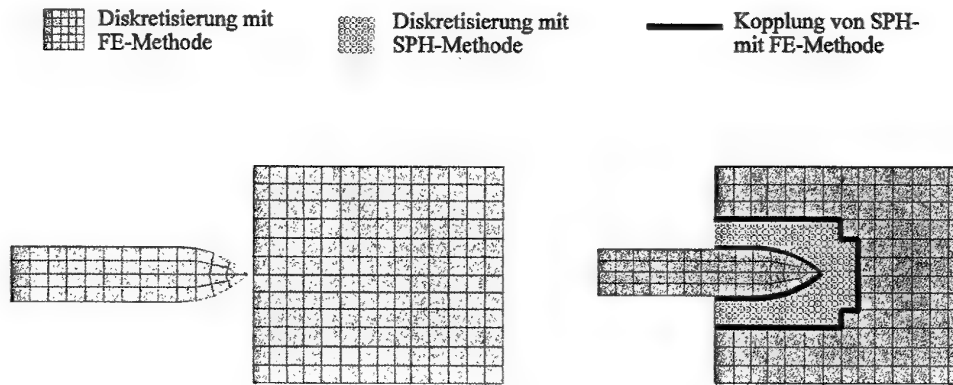 Diskretisierung mit
FE-Methode
Diskretisierung mit
SPH-Methode
Kopplung von SPH-
mit FE-Methode